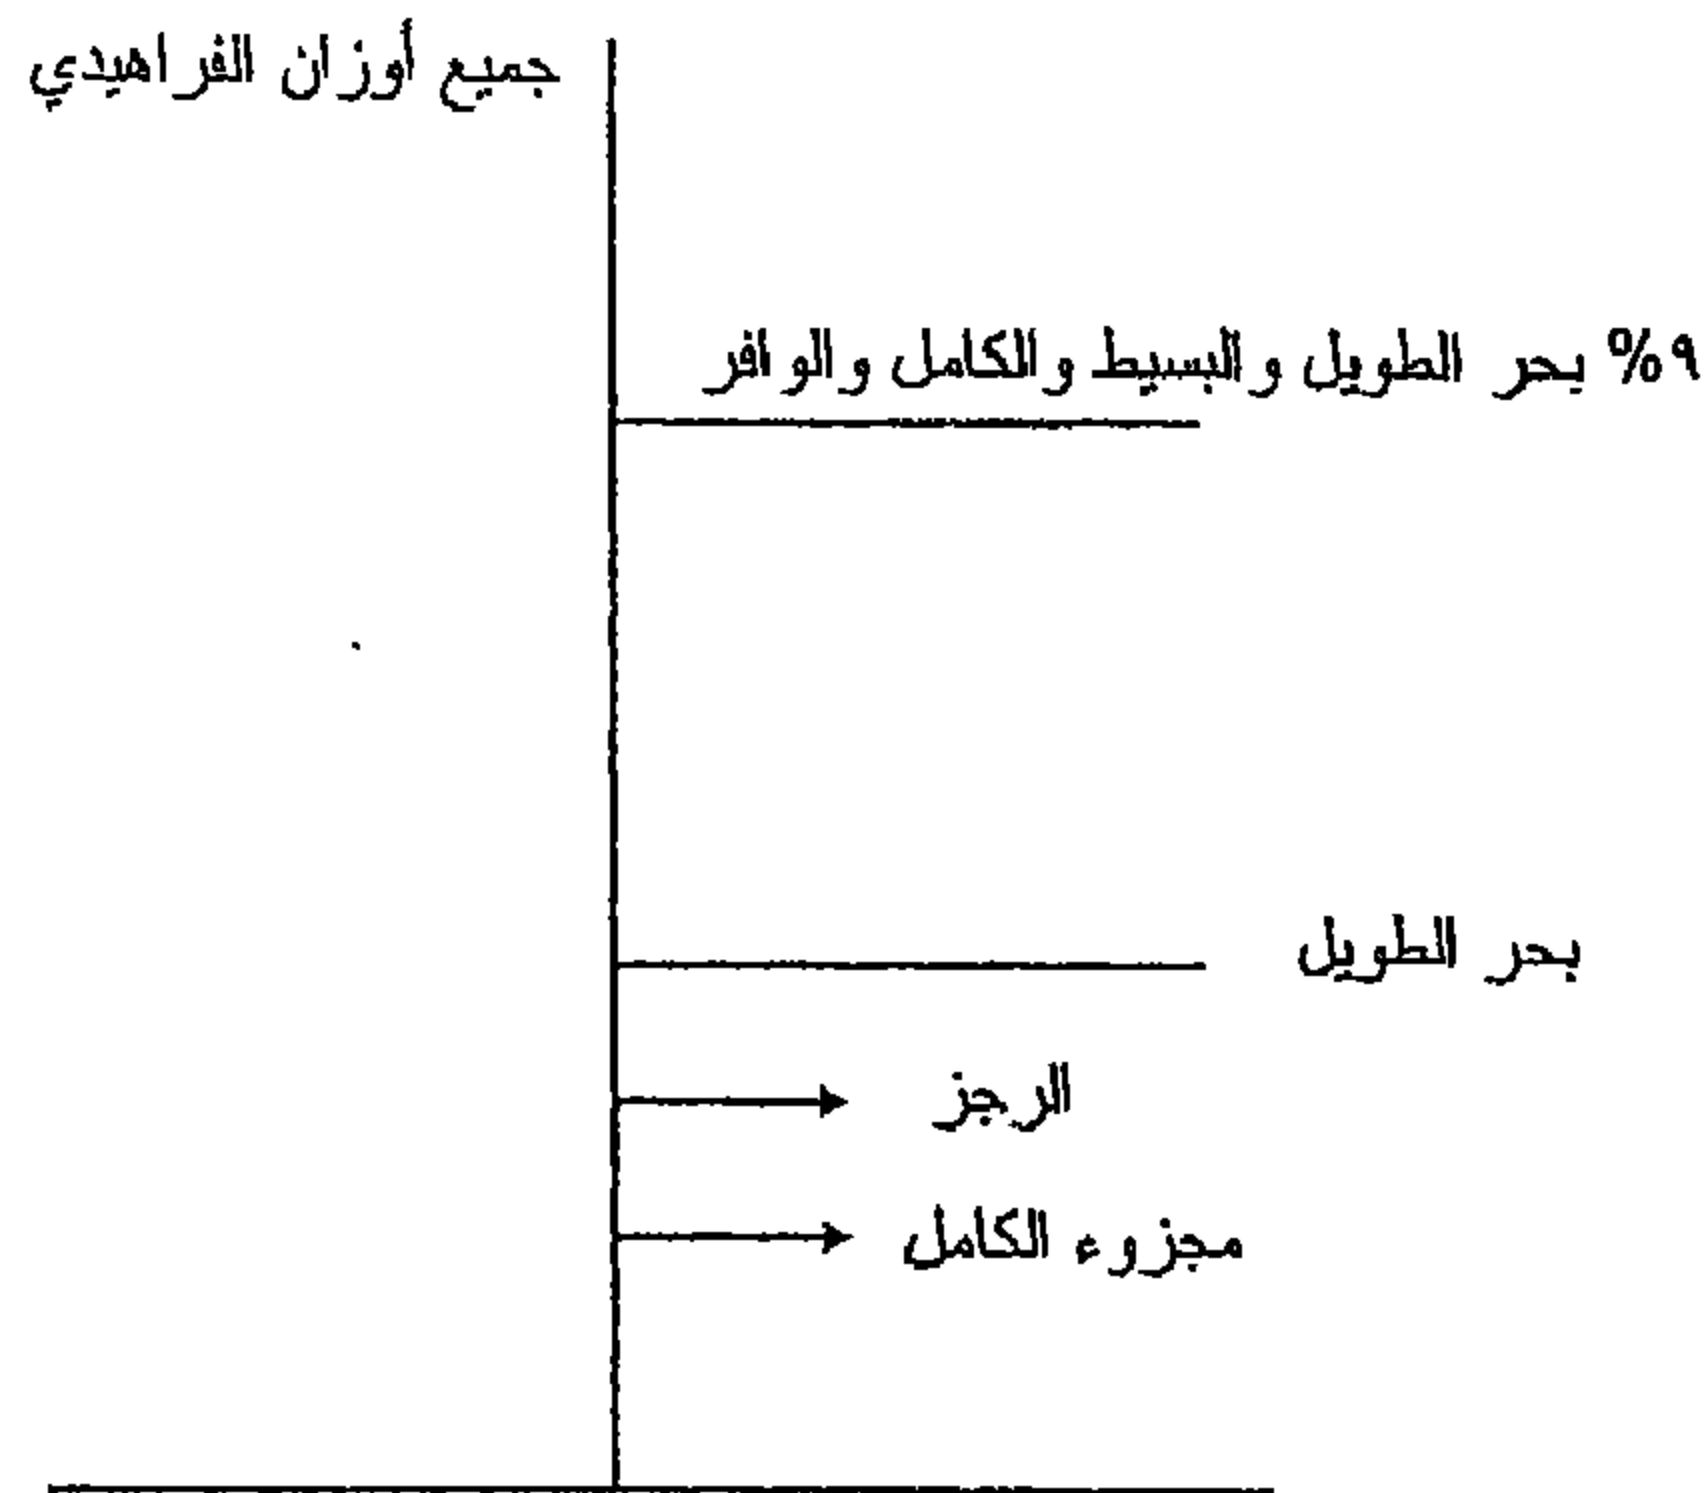 جميع أوزان الفراهيدي
٩% بحر الطويل والبسيط والكامل والوافر
بحر الطويل
الرجز
مجزوء الكامل